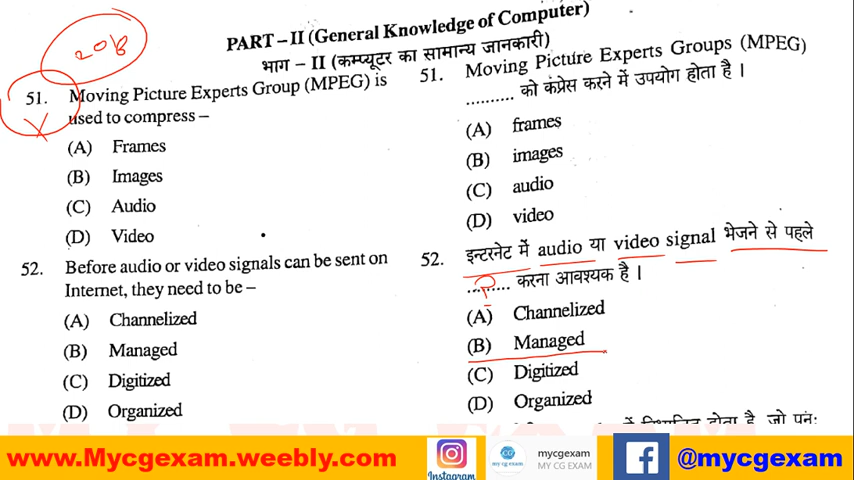 2018
PART – II (General Knowledge of Computer)
भाग – II (कम्प्यूटर का सामान्य जानकारी)
51. Moving Picture Experts Group (MPEG) is
used to compress –
(A) Frames
(B) Images
(C) Audio
(D) Video
52. Before audio or video signals can be sent on
Internet, they need to be –
(A) Channelized
(B) Managed
(C) Digitized
(D) Organized
51. Moving Picture Experts Groups (MPEG)
.......... को कंप्रेस करने में उपयोग होता है ।
(A) frames
(B) images
(C) audio
(D) video
52. इन्टरनेट में audio या video signal भेजने से पहले
.......... करना आवश्यक है ।
(A) Channelized
(B) Managed
(C) Digitized
(D) Organized
में विभाजित होता है, जो पुनः
www.Mycgexam.weebly.com
Instagram
CG
my cg exam
mycgexam
MY CG EXAM
f
@mycgexam